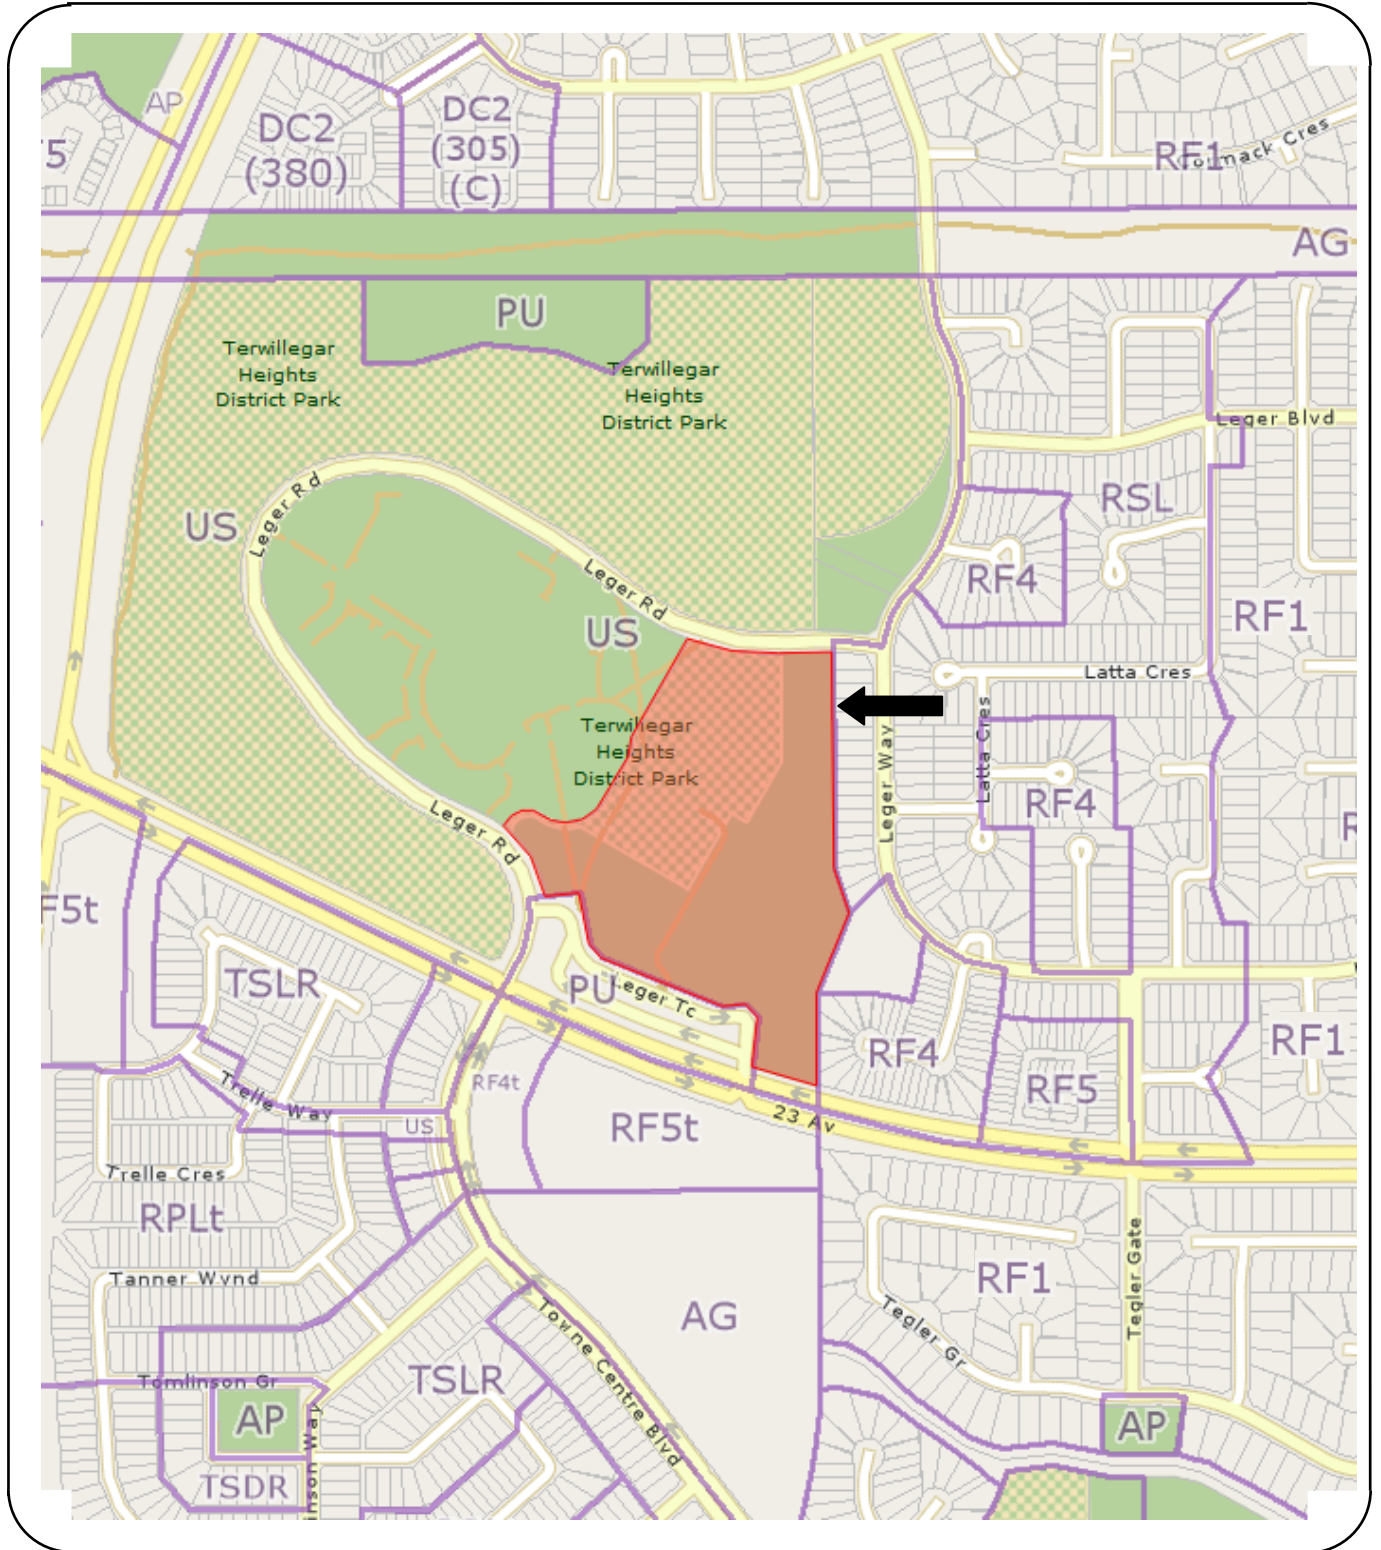 AP
DC2
(380)
DC2
(305)
(C)
RF1
AG
PU
Terwillegar
Heights
District Park
Terwillegar
Heights
District Park
Leger Blvd
Leger Rd
US
RSL
RF4
Leger Rd
US
RF1
Latta Cres
Latta Cres
Terwillegar
Heights
District Park
Leger Way
RF4
Leger Rd
F5t
TSLR
PU
Leger Tc
RF4
RF1
RF5
RF4t
Trelle Way
US
23 Av
RF5t
Trelle Cres
RPLt
Tanner Wynd
RF1
Tegler Gate
Tegler Gr
AG
Towne Centre Blvd
TSLR
Tomlinson Gr
AP
AP
TSDR